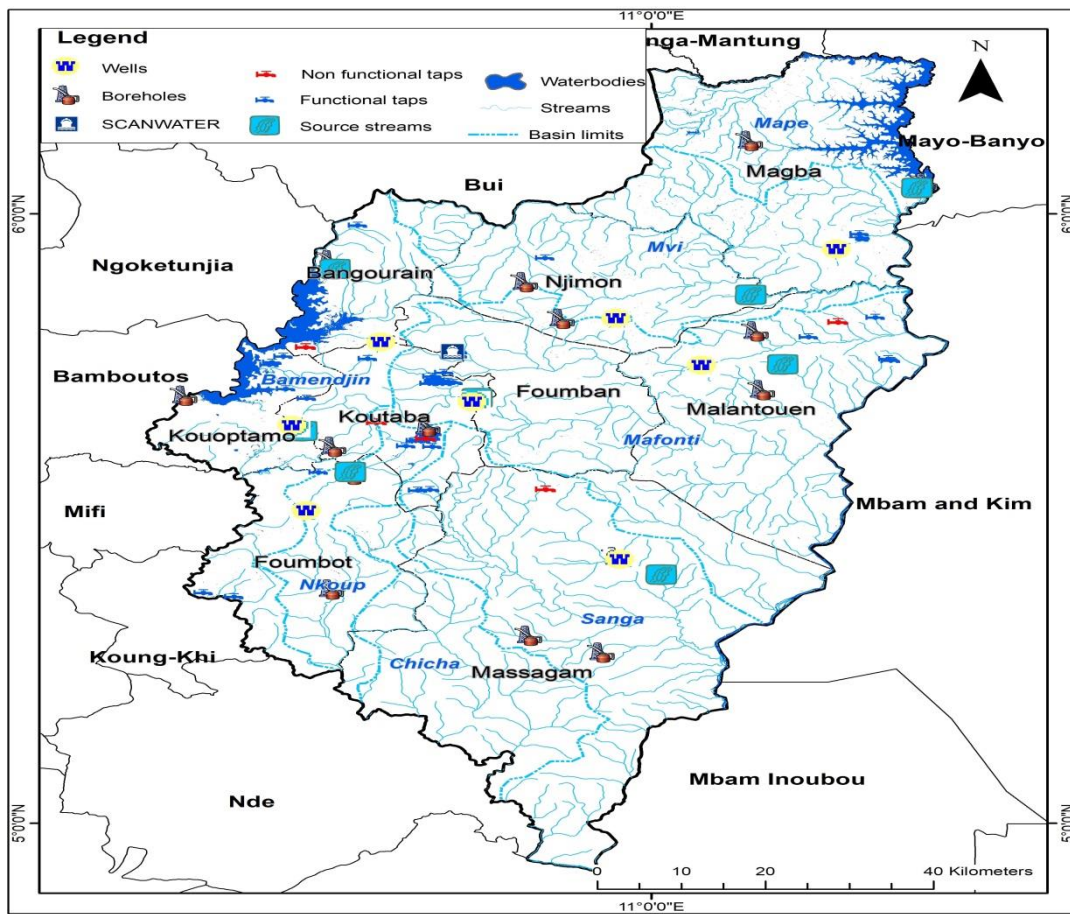 11°0'0"E
Legend
Wells
Boreholes
SCANWATER
Non functional taps
Functional taps
Source streams
Waterbodies
Streams
Basin limits
nga-Mantung
N
Mape
Mayo-Banyo
Magba
Bui
6°0'0"N
6°0'0"N
Ngoketunjia
Bangourain
Mvi
Njimon
Bamboutos
Bamendjin
Foumban
Koutaba
Malantouen
Kouoptamo
Mafonti
Mifi
Mbam and Kim
Foumbot
Nkoup
Sanga
Koung-Khi
Chicha
Massagam
Mbam Inoubou
Nde
5°0'0"N
5°0'0"N
0 10 20 40 Kilometers
11°0'0"E